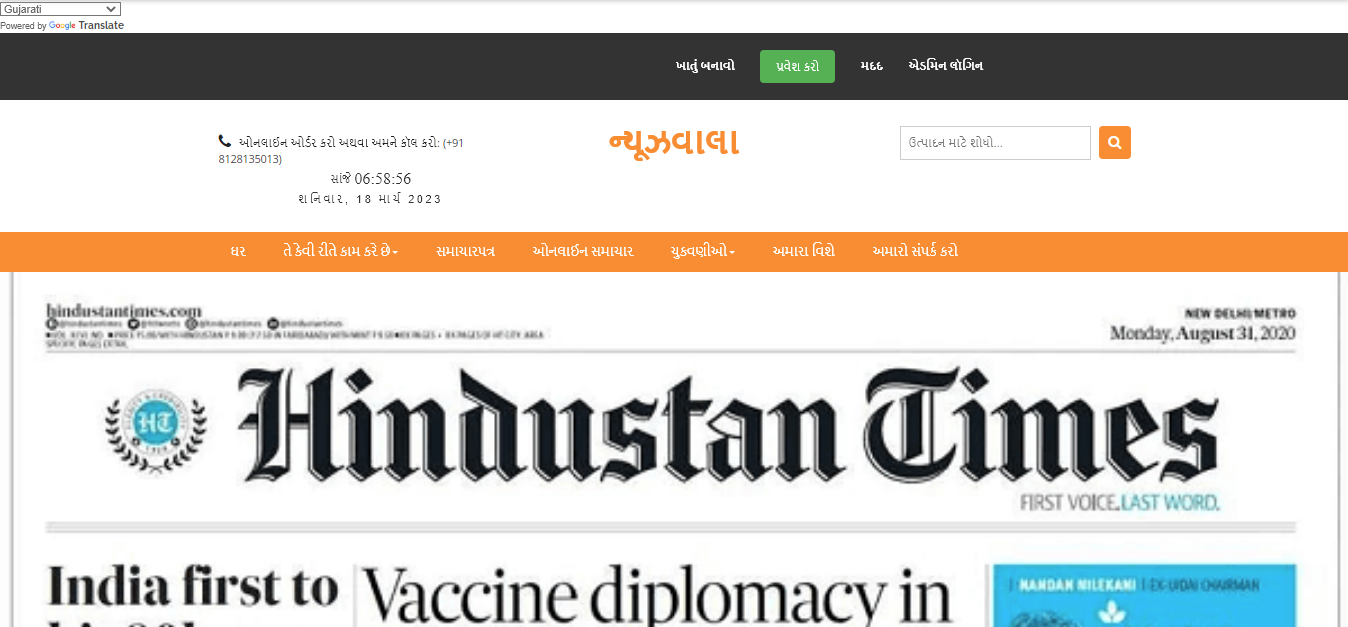 Gujarati
Powered by Google Translate
ખાતું બનાવો પ્રવેશ કરો મદદ એડમિન લૉગિન
ઓનલાઈન ઓર્ડર કરો અથવા અમને કૉલ કરો: (+91
8128135013)
ન્યૂઝવાલા
ઉત્પાદન માટે શોધો...
સાંજે 06:58:56
શનિવાર, 18 માર્ચ 2023
ઘર તે કેવી રીતે કામ કરે છે સમાચારપત્ર ઓનલાઈન સમાચાર ચુકવણીઓ અમારા વિશે અમારો સંપર્ક કરો
hindustantimes.com
NEW DELHI/METRO
Monday, August 31, 2020
HT
Hindustan Times
FIRST VOICE. LAST WORD.
India first to
Vaccine diplomacy in
NANDAN NILEKANI | EX-UIDAI CHAIRMAN